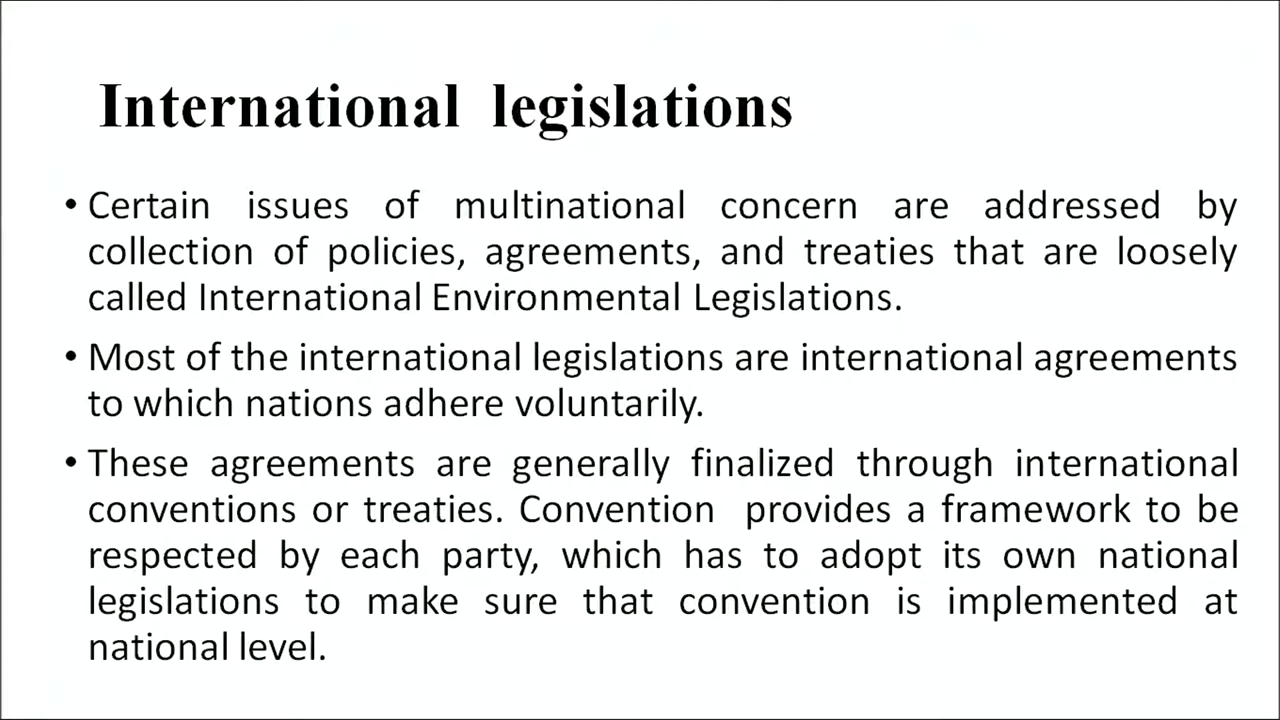 International legislations
• Certain issues of multinational concern are addressed by
collection of policies, agreements, and treaties that are loosely
called International Environmental Legislations.
• Most of the international legislations are international agreements
to which nations adhere voluntarily.
• These agreements are generally finalized through international
conventions or treaties. Convention provides a framework to be
respected by each party, which has to adopt its own national
legislations to make sure that convention is implemented at
national level.